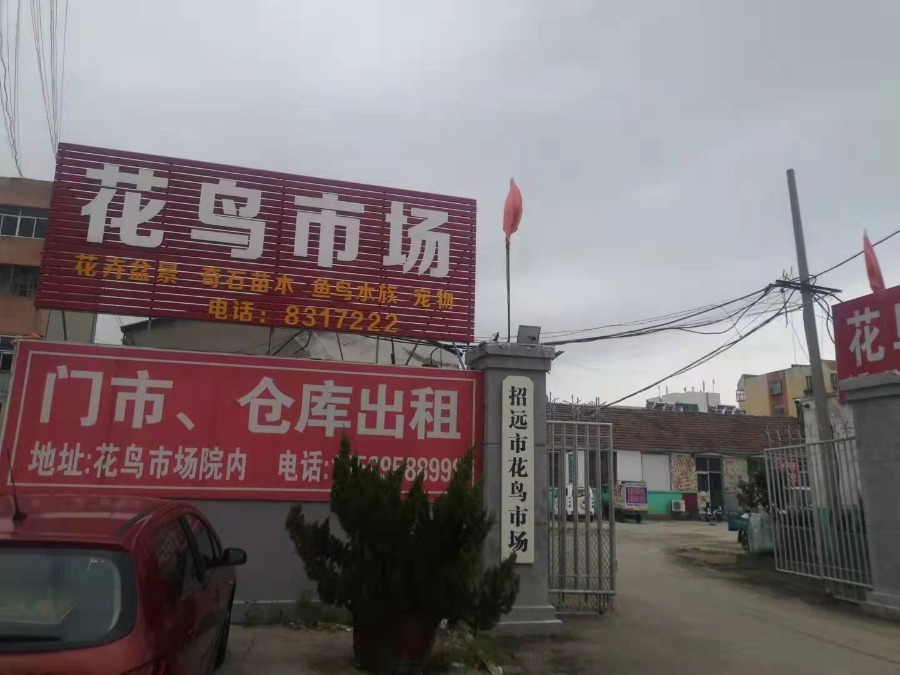 花鸟市场
花卉盆景 奇石苗木 鱼鸟水族 宠物
电话：8317222
门市、仓库出租
地址:花鸟市场院内 电话:
招远市花鸟市场
花